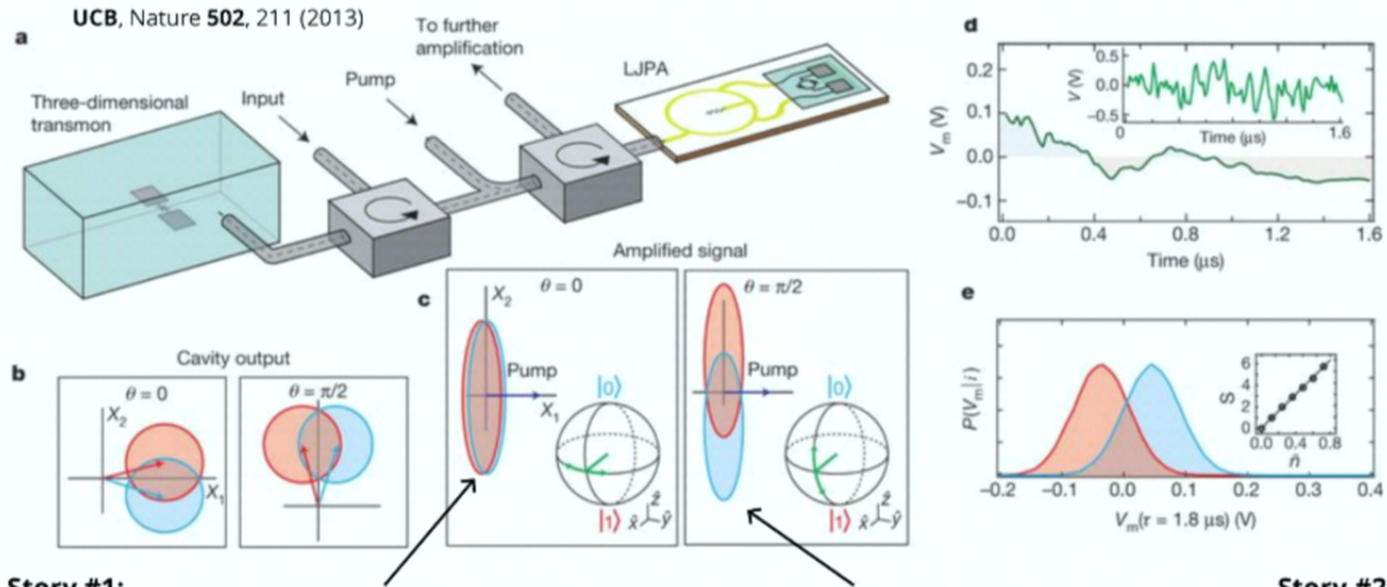 UCB, Nature 502, 211 (2013)
a
Three-dimensional
transmon
Input
Pump
To further
amplification
LJPA
b
Cavity output
θ = 0
X2
X1
θ = π/2
c
Amplified signal
θ = 0
X2
Pump
X1
|0⟩
|1⟩
x̂
ẑ
ŷ
θ = π/2
Pump
|0⟩
|1⟩
x̂
ẑ
ŷ
d
Vm (V)
0.2
0.1
0.0
−0.1
0.0 0.4 0.8 1.2 1.6
Time (μs)
V (V)
0.5
0.0
−0.5
0 1.6
Time (μs)
e
P(Vm|i)
−0.2 −0.1 0.0 0.1 0.2 0.3 0.4
Vm(r = 1.8 μs) (V)
S
6
4
2
0
0.0 0.4 0.8
n̄
Story #1:
Story #2